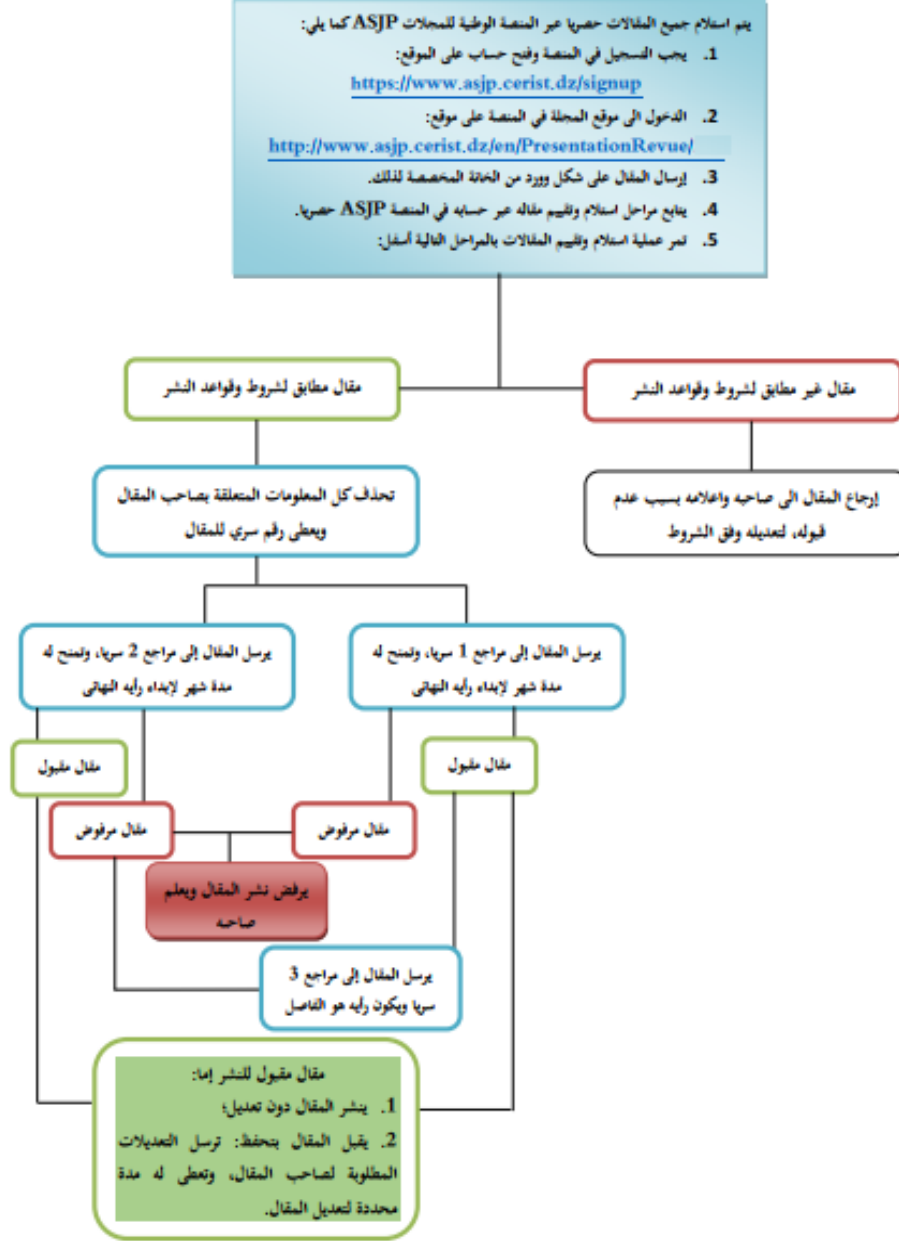 يتم استلام جميع المقالات حصريا عبر المنصة الوطنية للمجلات ASJP كما يلي:
1. يجب التسجيل في المنصة وفتح حساب على الموقع:
https://www.asjp.cerist.dz/signup
2. الدخول الى موقع المجلة في المنصة على موقع:
http://www.asjp.cerist.dz/en/PresentationRevue/
3. إرسال المقال على شكل وورد من الخانة المخصصة لذلك.
4. يتابع مراحل استلام وتقييم مقاله عبر حسابه في المنصة ASJP حصريا.
5. تمر عملية استلام وتقييم المقالات بالمراحل التالية أسفل:
مقال غير مطابق لشروط وقواعد النشر
مقال مطابق لشروط وقواعد النشر
إرجاع المقال الى صاحبه واعلامه بسبب عدم
قبوله، لتعديله وفق الشروط
تحذف كل المعلومات المتعلقة بصاحب المقال
ويعطى رقم سري للمقال
يرسل المقال إلى مراجع 1 سريا، وتمنح له
مدة شهر لإبداء رأيه النهائي
يرسل المقال إلى مراجع 2 سريا، وتمنح له
مدة شهر لإبداء رأيه النهائي
مقال مقبول
مقال مقبول
مقال مرفوض
مقال مرفوض
يرفض نشر المقال ويعلم
صاحبه
يرسل المقال إلى مراجع 3
سريا ويكون رأيه هو الفاصل
مقال مقبول للنشر إما:
1. ينشر المقال دون تعديل؛
2. يقبل المقال بتحفظ: ترسل التعديلات
المطلوبة لصاحب المقال، وتعطى له مدة
محددة لتعديل المقال.